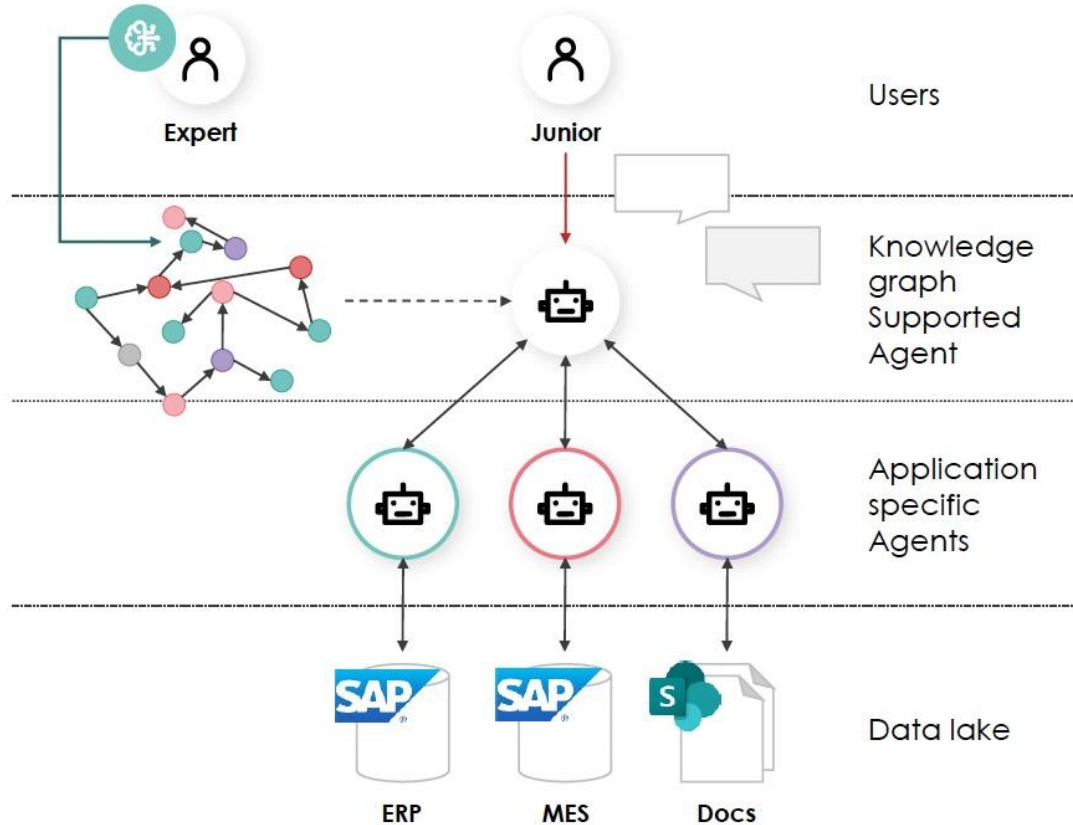 Expert
Junior
Users
Knowledge
graph
Supported
Agent
Application
specific
Agents
SAP®
SAP®
S
Data lake
ERP
MES
Docs